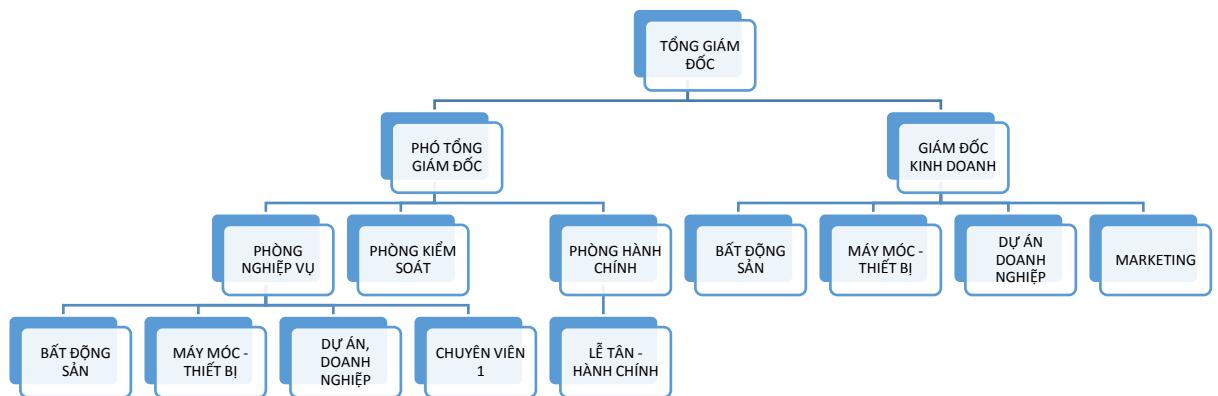 TỔNG GIÁM
ĐỐC
PHÓ TỔNG
GIÁM ĐỐC
GIÁM ĐỐC
KINH DOANH
PHÒNG
NGHIỆP VỤ
PHÒNG KIỂM
SOÁT
PHÒNG HÀNH
CHÍNH
BẤT ĐỘNG
SẢN
MÁY MÓC -
THIẾT BỊ
DỰ ÁN
DOANH
NGHIỆP
MARKETING
BẤT ĐỘNG
SẢN
MÁY MÓC -
THIẾT BỊ
DỰ ÁN,
DOANH
NGHIỆP
CHUYÊN VIÊN
1
LỄ TÂN -
HÀNH CHÍNH